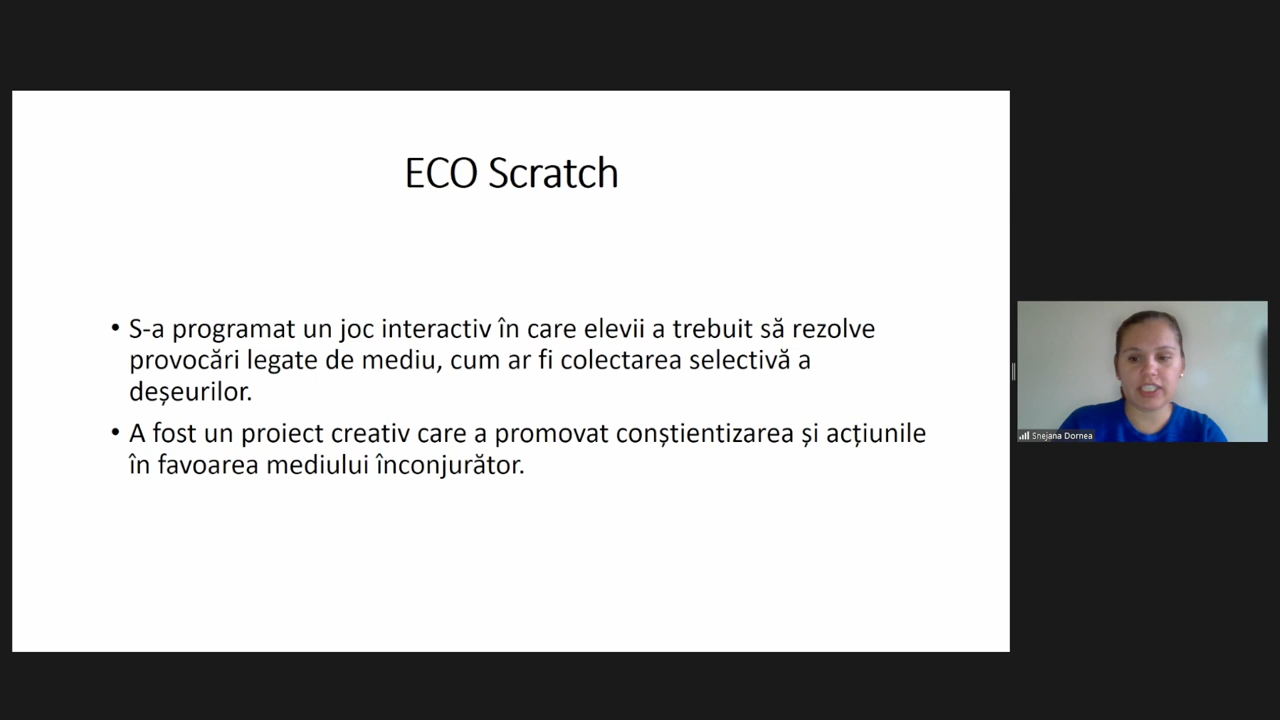 ECO Scratch
• S-a programat un joc interactiv în care elevii a trebuit să rezolve
provocări legate de mediu, cum ar fi colectarea selectivă a
deșeurilor.
• A fost un proiect creativ care a promovat conștientizarea și acțiunile
în favoarea mediului înconjurător.
Snejana Dornea